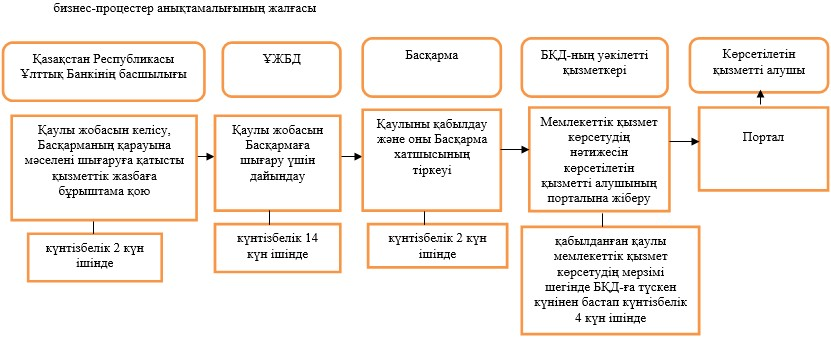 бизнес-процестер анықтамалығының жалғасы
Қазақстан Республикасы
Ұлттық Банкінің басшылығы
ҰЖБД
Басқарма
БҚД-ның уәкілетті
қызметкері
Көрсетілетін
қызметті алушы
Қаулы жобасын келісу,
Басқарманың қарауына
мәселені шығаруға қатысты
қызметтік жазбаға
бұрыштама қою
Қаулы жобасын
Басқармаға
шығару үшін
дайындау
Қаулыны қабылдау
және оны Басқарма
хатшысының
тіркеуі
Мемлекеттік қызмет
көрсетудің
нәтижесін
көрсетілетін
қызметті алушының
порталына жіберу
Портал
күнтізбелік 2 күн
ішінде
күнтізбелік 14
күн ішінде
күнтізбелік 2 күн
ішінде
қабылданған қаулы
мемлекеттік қызмет
көрсетудің мерзімі
шегінде БҚД-ға түскен
күнінен бастап күнтізбелік
4 күн ішінде